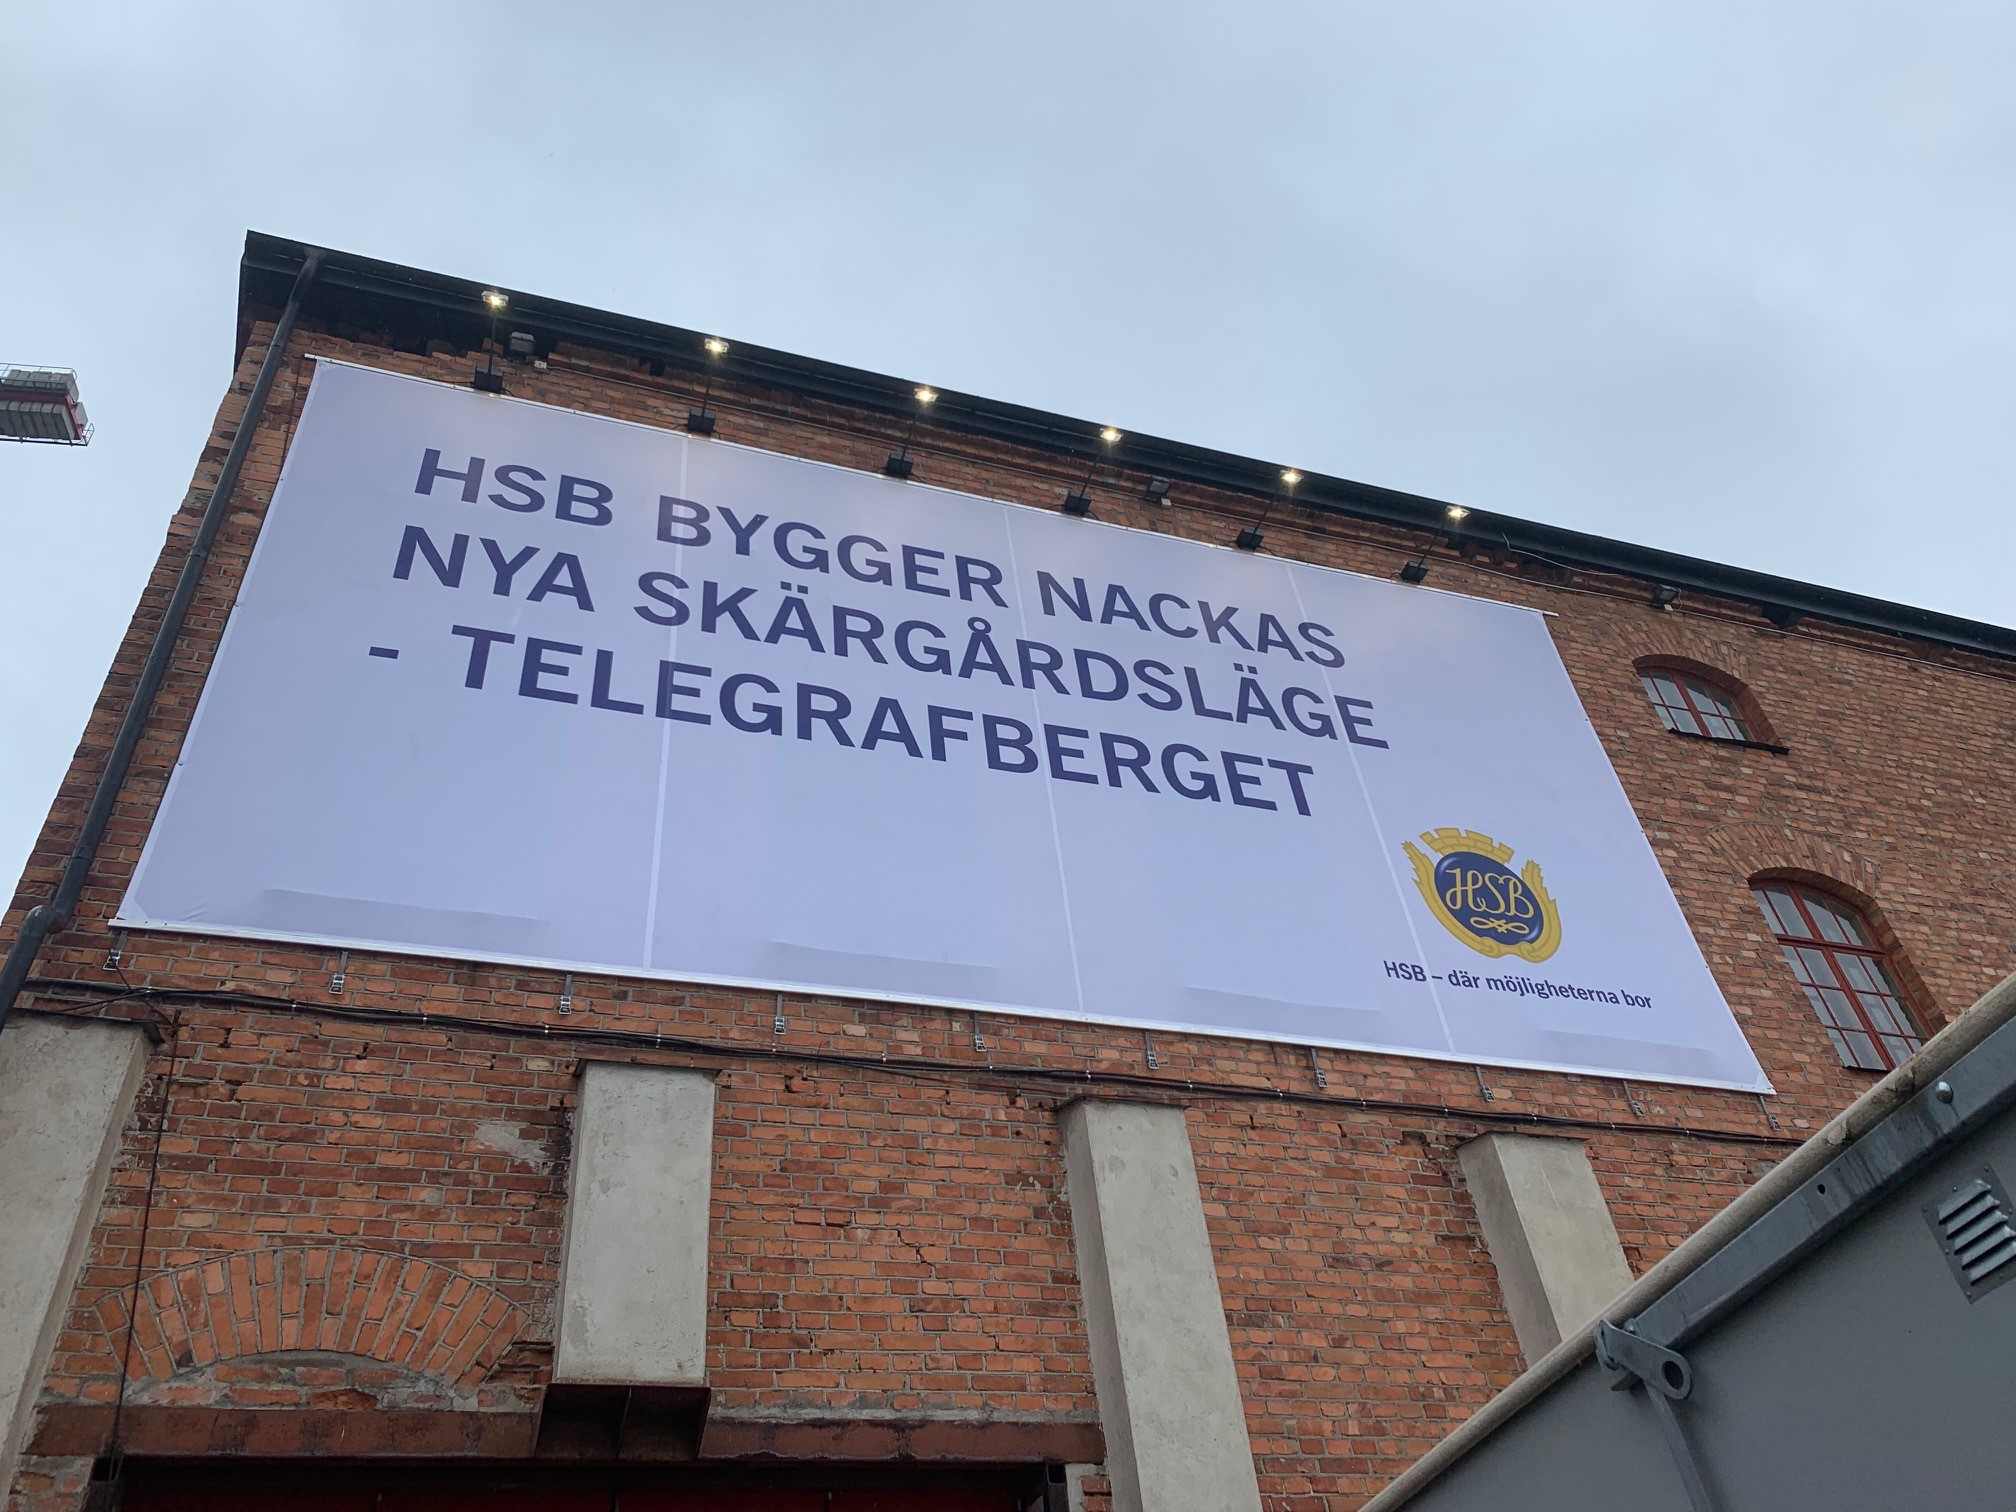 HSB BYGGER NACKAS
NYA SKÄRGÅRDSLÄGE
- TELEGRAFBERGET
HSB
HSB – där möjligheterna bor